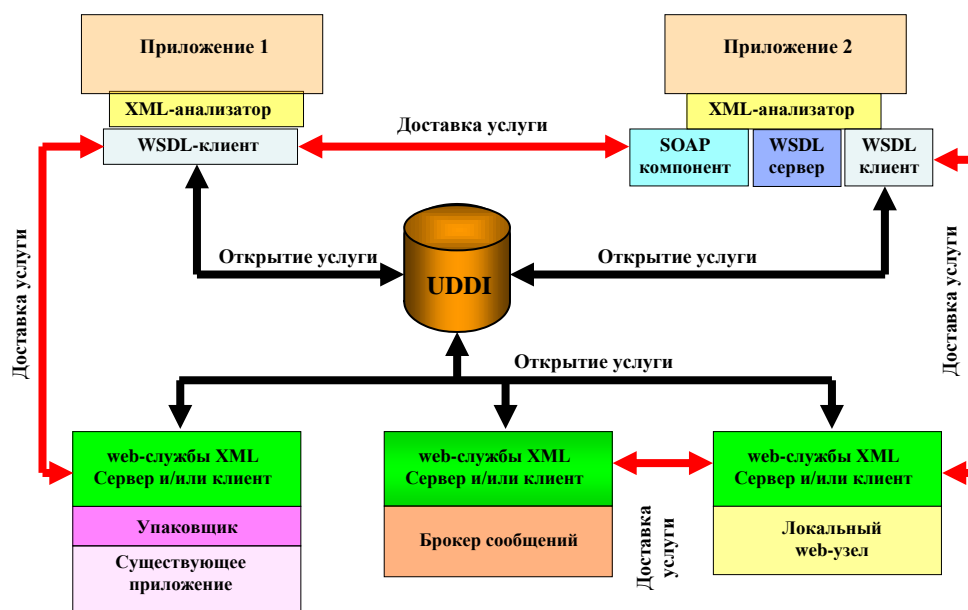 Приложение 1
Приложение 2
XML-анализатор
XML-анализатор
WSDL-клиент
Доставка услуги
SOAP
компонент
WSDL
сервер
WSDL
клиент
Открытие услуги
UDDI
Открытие услуги
Доставка услуги
Доставка услуги
Открытие услуги
web-службы XML
Сервер и/или клиент
Упаковщик
Существующее
приложение
web-службы XML
Сервер и/или клиент
Брокер сообщений
Доставка
услуги
web-службы XML
Сервер и/или клиент
Локальный
web-узел